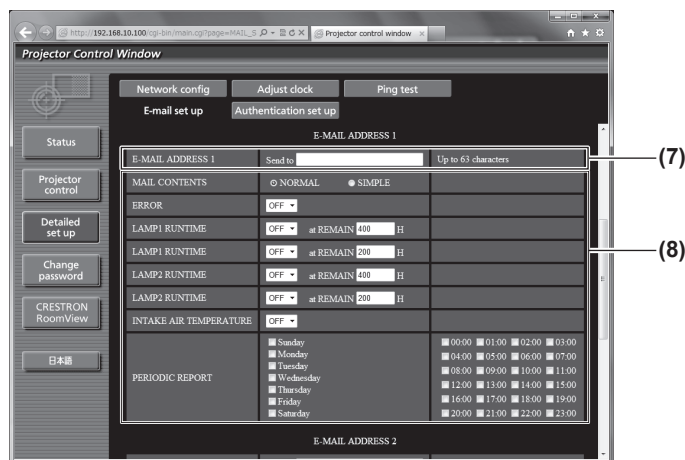 http://192.168.10.100/cgi-bin/main.cgi?page=MAIL_S
Projector control window
Projector Control Window
Network config Adjust clock Ping test
E-mail set up Authentication set up
Status
Projector control
Detailed set up
Change password
CRESTRON RoomView
日本語
E-MAIL ADDRESS 1
E-MAIL ADDRESS 1 Send to Up to 63 characters (7)
MAIL CONTENTS NORMAL SIMPLE
ERROR OFF
LAMP1 RUNTIME OFF at REMAIN 400 H
LAMP1 RUNTIME OFF at REMAIN 200 H (8)
LAMP2 RUNTIME OFF at REMAIN 400 H
LAMP2 RUNTIME OFF at REMAIN 200 H
INTAKE AIR TEMPERATURE OFF
PERIODIC REPORT
Sunday
Monday
Tuesday
Wednesday
Thursday
Friday
Saturday
00:00 01:00 02:00 03:00
04:00 05:00 06:00 07:00
08:00 09:00 10:00 11:00
12:00 13:00 14:00 15:00
16:00 17:00 18:00 19:00
20:00 21:00 22:00 23:00
E-MAIL ADDRESS 2